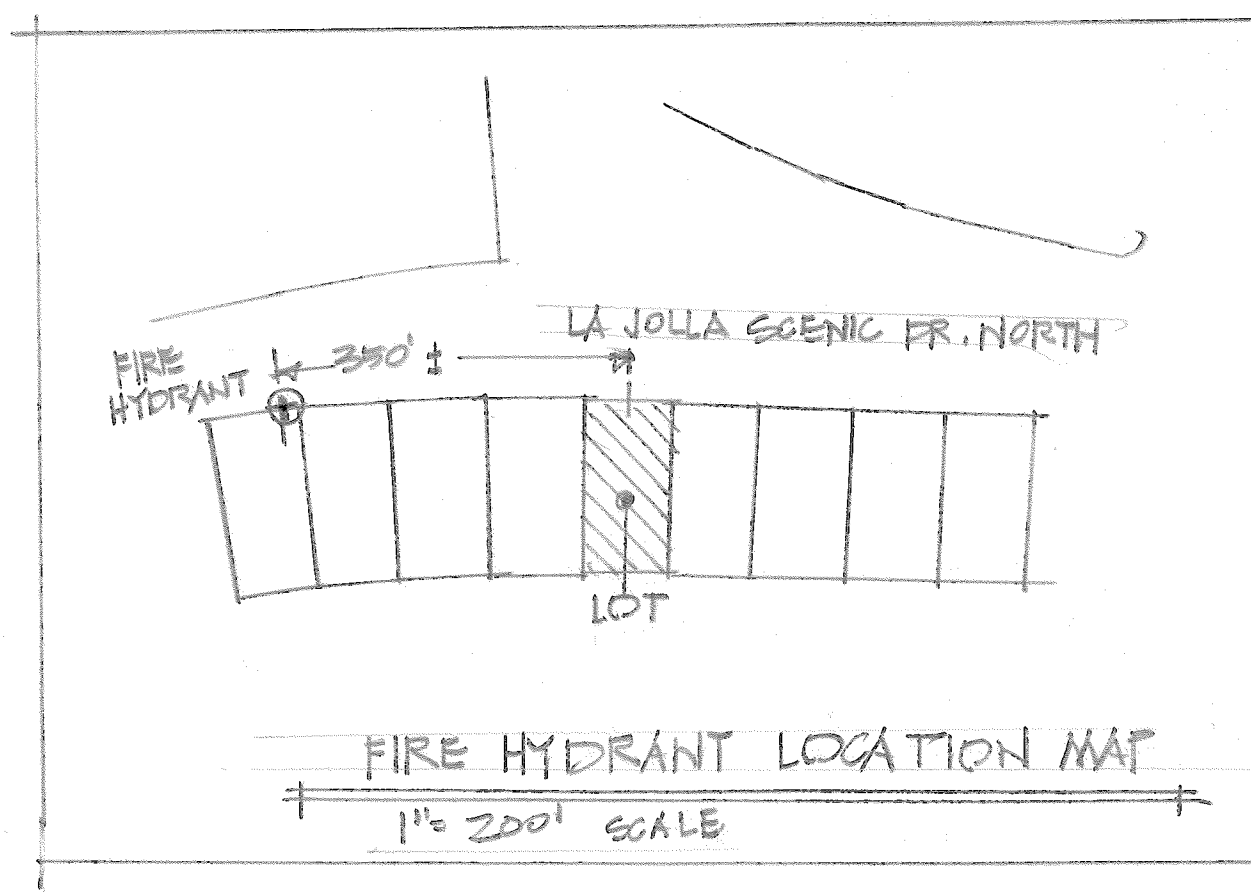 LA JOLLA SCENIC DR. NORTH
FIRE
HYDRANT
350' ±
LOT
FIRE HYDRANT LOCATION MAP
1"= 200' SCALE